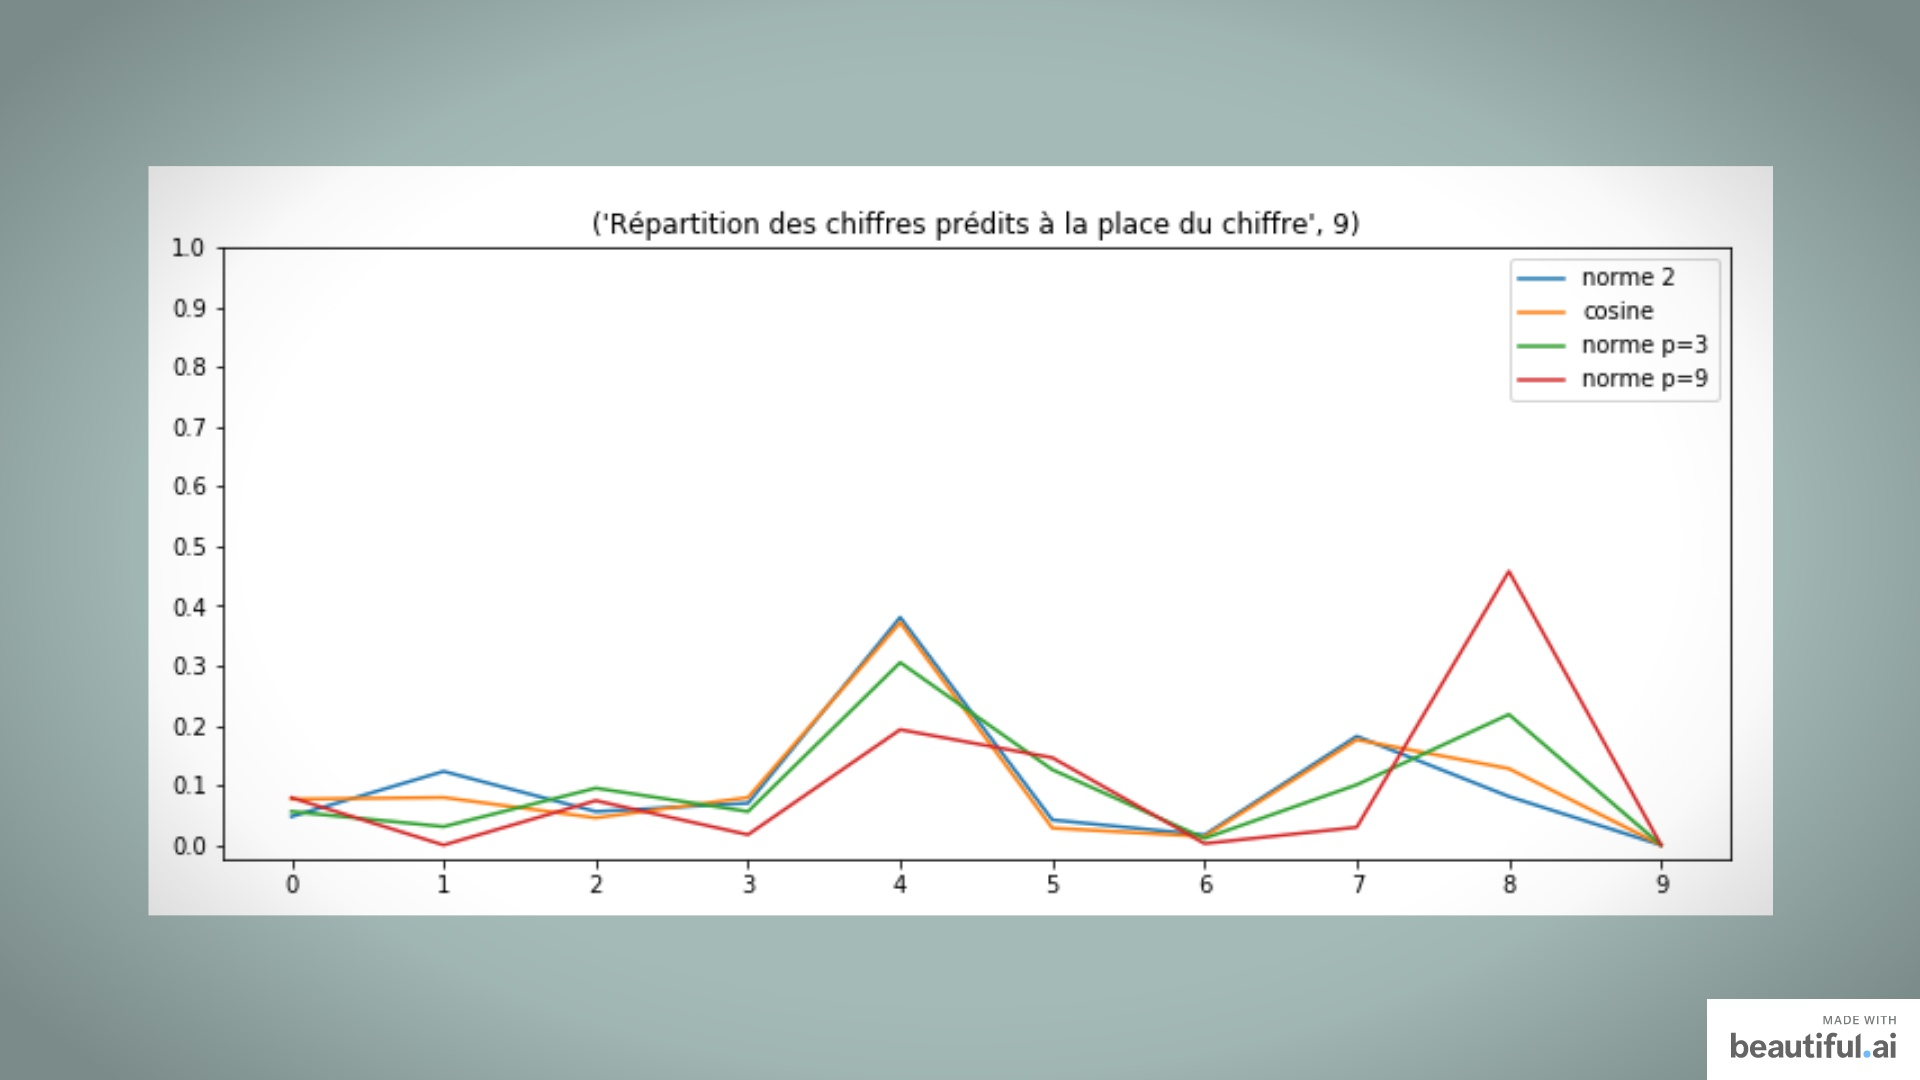 ('Répartition des chiffres prédits à la place du chiffre', 9)
1.0
0.9
0.8
0.7
0.6
0.5
0.4
0.3
0.2
0.1
0.0
norme 2
cosine
norme p=3
norme p=9
0 1 2 3 4 5 6 7 8 9
MADE WITH
beautiful.ai